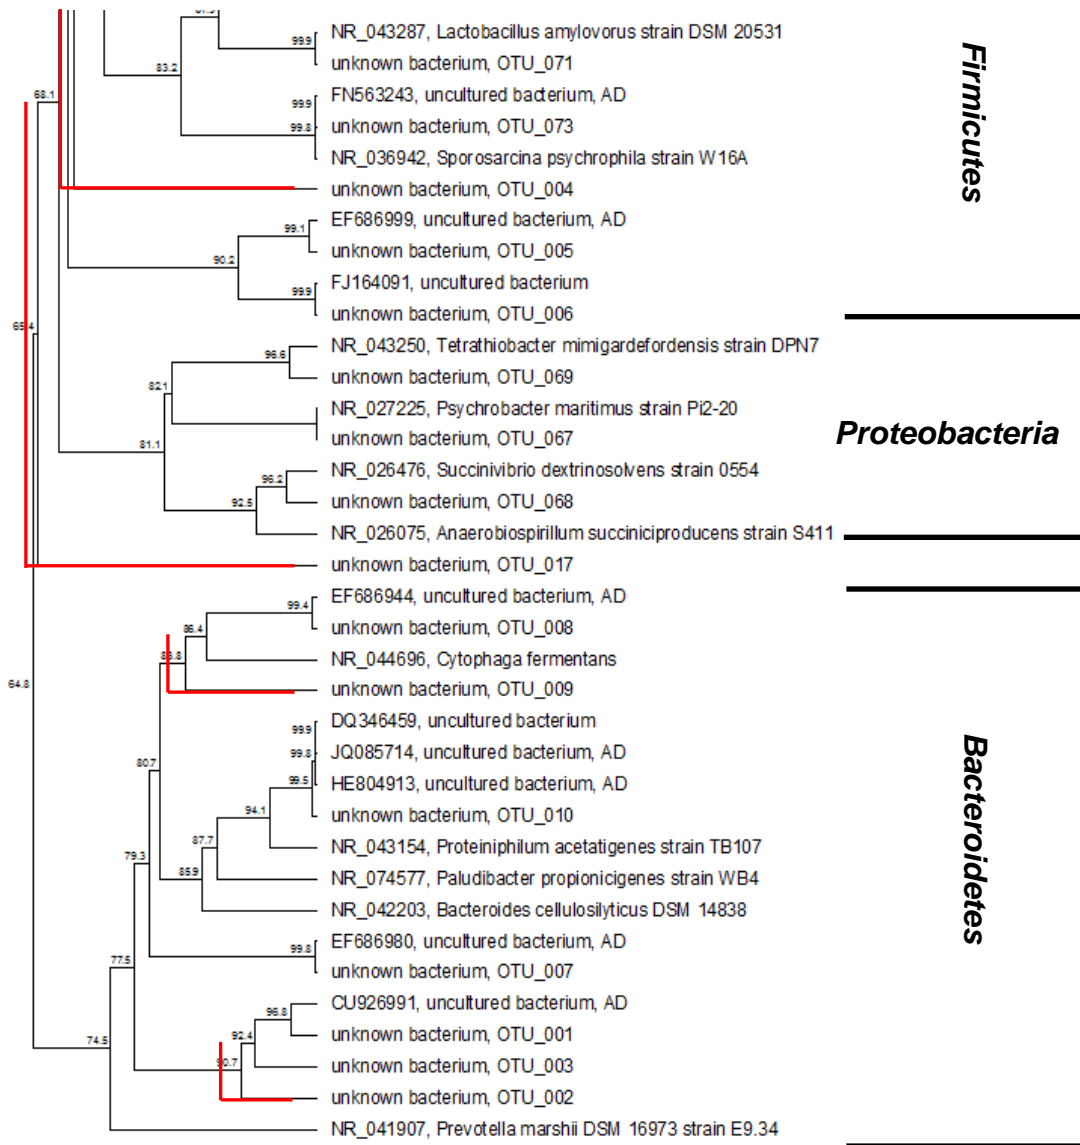 NR_043287, Lactobacillus amylovorus strain DSM 20531
99.9
unknown bacterium, OTU_071
83.2
FN563243, uncultured bacterium, AD
99.9
68.1
unknown bacterium, OTU_073
99.8
NR_036942, Sporosarcina psychrophila strain W16A
unknown bacterium, OTU_004
Firmicutes
EF686999, uncultured bacterium, AD
99.1
unknown bacterium, OTU_005
90.2
FJ164091, uncultured bacterium
99.9
unknown bacterium, OTU_006
65.4
NR_043250, Tetrathiobacter mimigardefordensis strain DPN7
96.6
unknown bacterium, OTU_069
82.1
NR_027225, Psychrobacter maritimus strain Pi2-20
unknown bacterium, OTU_067
81.1
Proteobacteria
NR_026476, Succinivibrio dextrinosolvens strain 0554
96.2
unknown bacterium, OTU_068
92.5
NR_026075, Anaerobiospirillum succiniciproducens strain S411
unknown bacterium, OTU_017
EF686944, uncultured bacterium, AD
99.4
unknown bacterium, OTU_008
86.4
NR_044696, Cytophaga fermentans
83.8
unknown bacterium, OTU_009
64.8
DQ346459, uncultured bacterium
99.9
JQ085714, uncultured bacterium, AD
99.8
80.7
HE804913, uncultured bacterium, AD
99.5
unknown bacterium, OTU_010
94.1
NR_043154, Proteiniphilum acetatigenes strain TB107
87.7
79.3
NR_074577, Paludibacter propionicigenes strain WB4
85.9
NR_042203, Bacteroides cellulosilyticus DSM 14838
Bacteroidetes
EF686980, uncultured bacterium, AD
99.8
unknown bacterium, OTU_007
77.5
CU926991, uncultured bacterium, AD
96.8
unknown bacterium, OTU_001
92.4
74.5
unknown bacterium, OTU_003
90.7
unknown bacterium, OTU_002
NR_041907, Prevotella marshii DSM 16973 strain E9.34